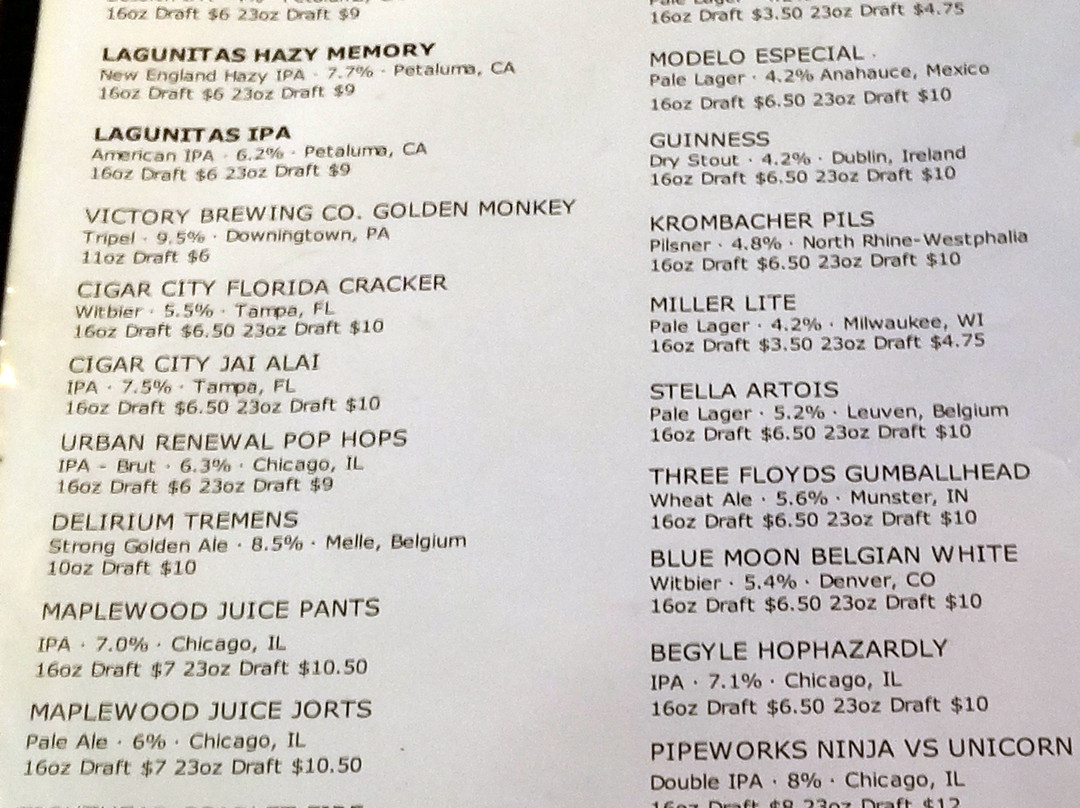 16oz Draft $6 23oz Draft $9
LAGUNITAS HAZY MEMORY
New England Hazy IPA · 7.7% · Petaluma, CA
16oz Draft $6 23oz Draft $9
LAGUNITAS IPA
American IPA · 6.2% · Petaluma, CA
16oz Draft $6 23oz Draft $9
VICTORY BREWING CO. GOLDEN MONKEY
Tripel · 9.5% · Downingtown, PA
11oz Draft $6
CIGAR CITY FLORIDA CRACKER
Witbier · 5.5% · Tampa, FL
16oz Draft $6.50 23oz Draft $10
CIGAR CITY JAI ALAI
IPA · 7.5% · Tampa, FL
16oz Draft $6.50 23oz Draft $10
URBAN RENEWAL POP HOPS
IPA - Brut · 6.3% · Chicago, IL
16oz Draft $6 23oz Draft $9
DELIRIUM TREMENS
Strong Golden Ale · 8.5% · Melle, Belgium
10oz Draft $10
MAPLEWOOD JUICE PANTS
IPA · 7.0% · Chicago, IL
16oz Draft $7 23oz Draft $10.50
MAPLEWOOD JUICE JORTS
Pale Ale · 6% · Chicago, IL
16oz Draft $7 23oz Draft $10.50
16oz Draft $3.50 23oz Draft $4.75
MODELO ESPECIAL ·
Pale Lager · 4.2% Anahauce, Mexico
16oz Draft $6.50 23oz Draft $10
GUINNESS
Dry Stout · 4.2% · Dublin, Ireland
16oz Draft $6.50 23oz Draft $10
KROMBACHER PILS
Pilsner · 4.8% · North Rhine-Westphalia
16oz Draft $6.50 23oz Draft $10
MILLER LITE
Pale Lager · 4.2% · Milwaukee, WI
16oz Draft $3.50 23oz Draft $4.75
STELLA ARTOIS
Pale Lager · 5.2% · Leuven, Belgium
16oz Draft $6.50 23oz Draft $10
THREE FLOYDS GUMBALLHEAD
Wheat Ale · 5.6% · Munster, IN
16oz Draft $6.50 23oz Draft $10
BLUE MOON BELGIAN WHITE
Witbier · 5.4% · Denver, CO
16oz Draft $6.50 23oz Draft $10
BEGYLE HOPHAZARDLY
IPA · 7.1% · Chicago, IL
16oz Draft $6.50 23oz Draft $10
PIPEWORKS NINJA VS UNICORN
Double IPA · 8% · Chicago, IL
16oz Draft $8 23oz Draft $12